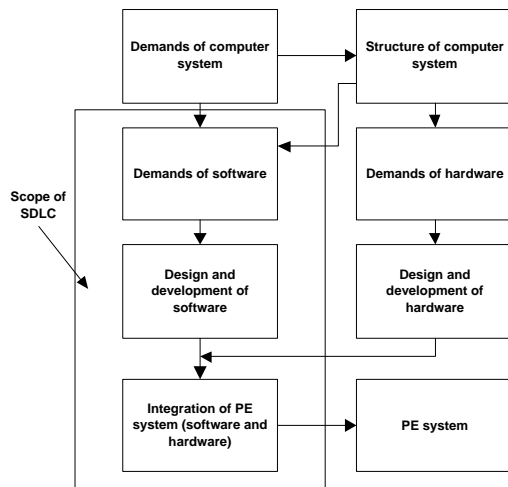 Demands of computer
system
Structure of computer
system
Demands of software
Demands of hardware
Scope of
SDLC
Design and
development of
software
Design and
development of
hardware
Integration of PE
system (software and
hardware)
PE system